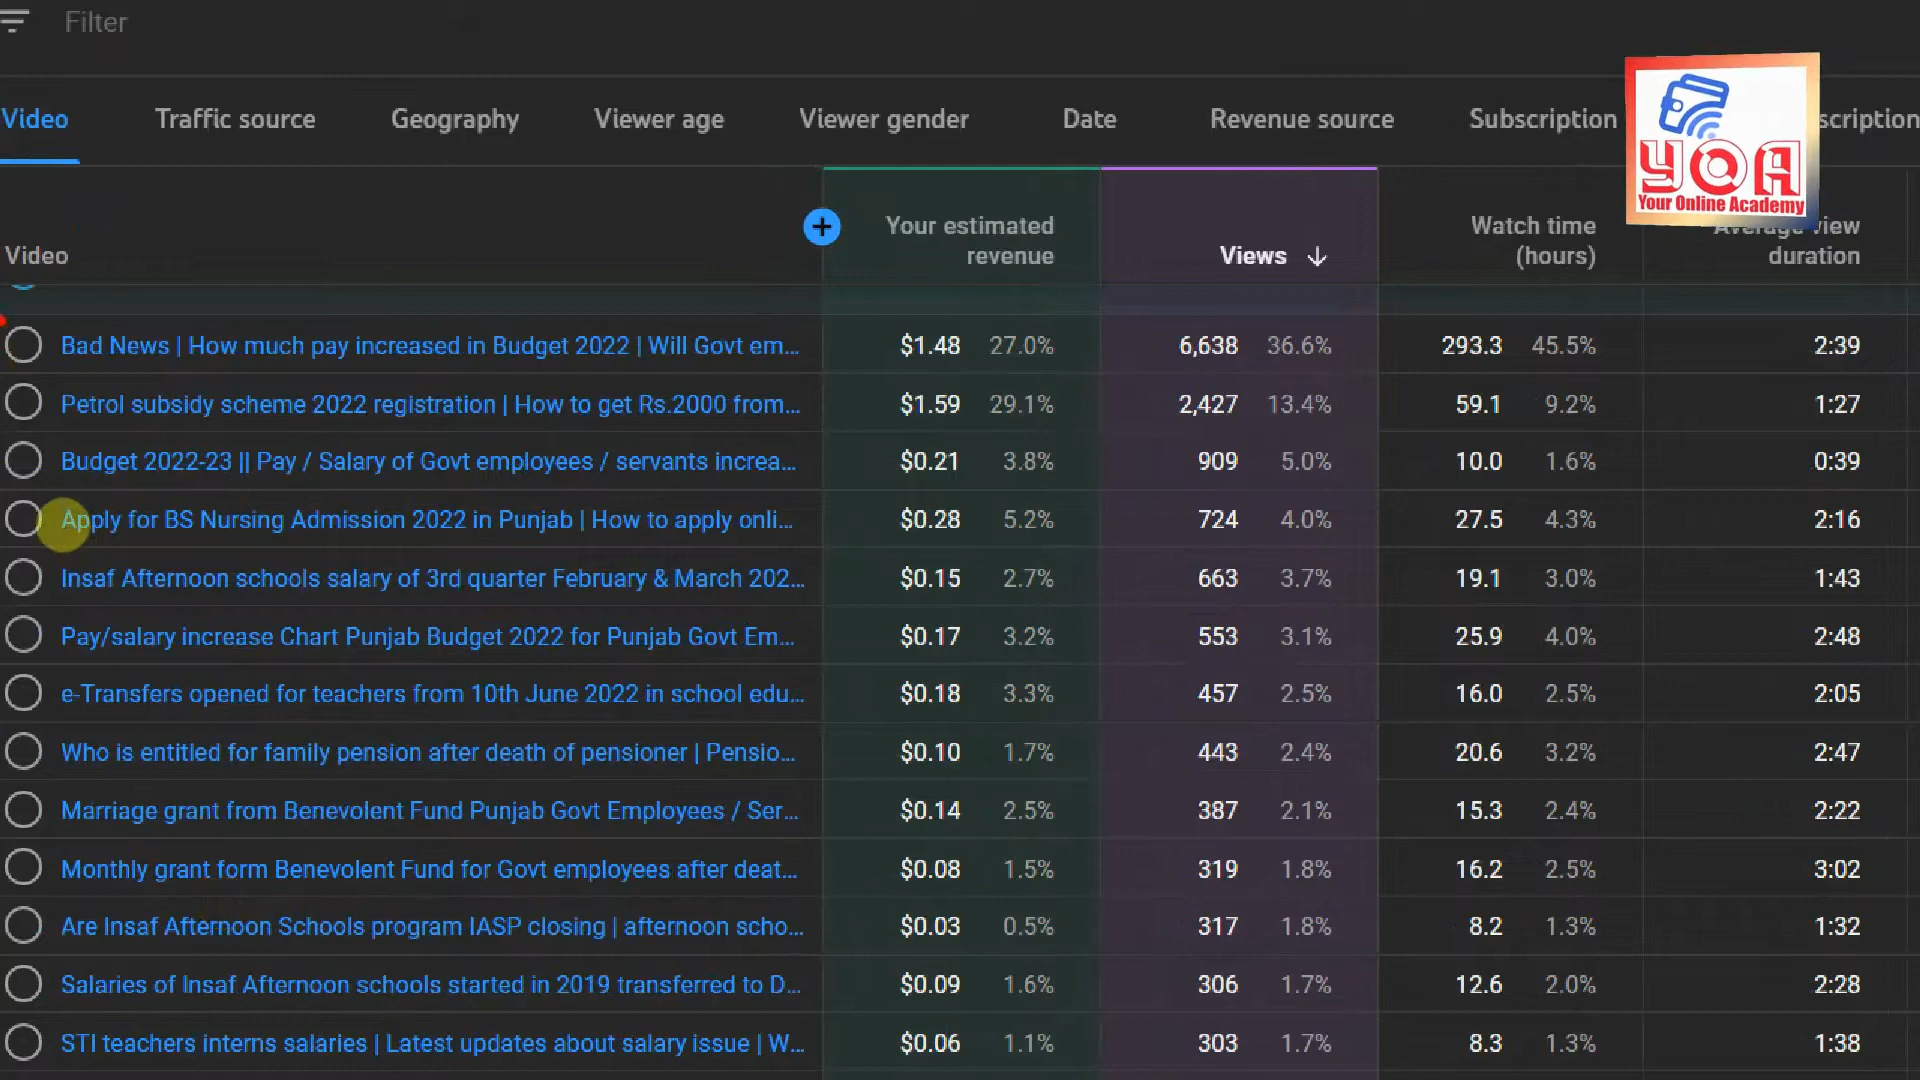 Filter
Video Traffic source Geography Viewer age Viewer gender Date Revenue source Subscription scription
YOA
Your Online Academy
Video Your estimated revenue Views Watch time (hours) Average view duration
Bad News | How much pay increased in Budget 2022 | Will Govt em... $1.48 27.0% 6,638 36.6% 293.3 45.5% 2:39
Petrol subsidy scheme 2022 registration | How to get Rs.2000 from... $1.59 29.1% 2,427 13.4% 59.1 9.2% 1:27
Budget 2022-23 || Pay / Salary of Govt employees / servants increa... $0.21 3.8% 909 5.0% 10.0 1.6% 0:39
Apply for BS Nursing Admission 2022 in Punjab | How to apply onli... $0.28 5.2% 724 4.0% 27.5 4.3% 2:16
Insaf Afternoon schools salary of 3rd quarter February & March 202... $0.15 2.7% 663 3.7% 19.1 3.0% 1:43
Pay/salary increase Chart Punjab Budget 2022 for Punjab Govt Em... $0.17 3.2% 553 3.1% 25.9 4.0% 2:48
e-Transfers opened for teachers from 10th June 2022 in school edu... $0.18 3.3% 457 2.5% 16.0 2.5% 2:05
Who is entitled for family pension after death of pensioner | Pensio... $0.10 1.7% 443 2.4% 20.6 3.2% 2:47
Marriage grant from Benevolent Fund Punjab Govt Employees / Ser... $0.14 2.5% 387 2.1% 15.3 2.4% 2:22
Monthly grant form Benevolent Fund for Govt employees after deat... $0.08 1.5% 319 1.8% 16.2 2.5% 3:02
Are Insaf Afternoon Schools program IASP closing | afternoon scho... $0.03 0.5% 317 1.8% 8.2 1.3% 1:32
Salaries of Insaf Afternoon schools started in 2019 transferred to D... $0.09 1.6% 306 1.7% 12.6 2.0% 2:28
STI teachers interns salaries | Latest updates about salary issue | W... $0.06 1.1% 303 1.7% 8.3 1.3% 1:38